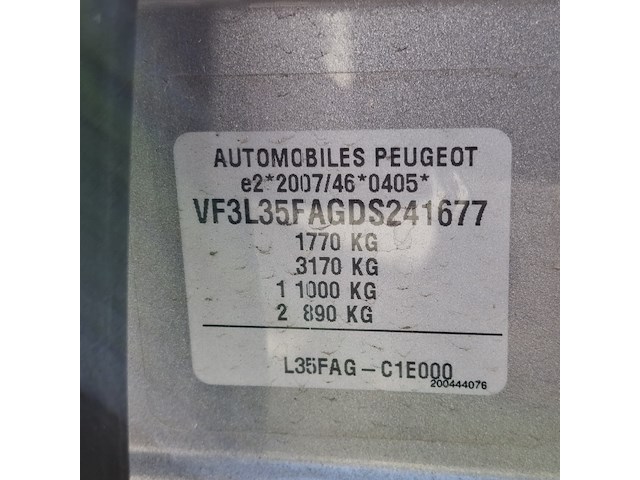 AUTOMOBILES PEUGEOT
e2*2007/46*0405*
VF3L35FAGDS241677
1770 KG
3170 KG
1 1000 KG
2 890 KG
L35FAG - C1E000
200444076